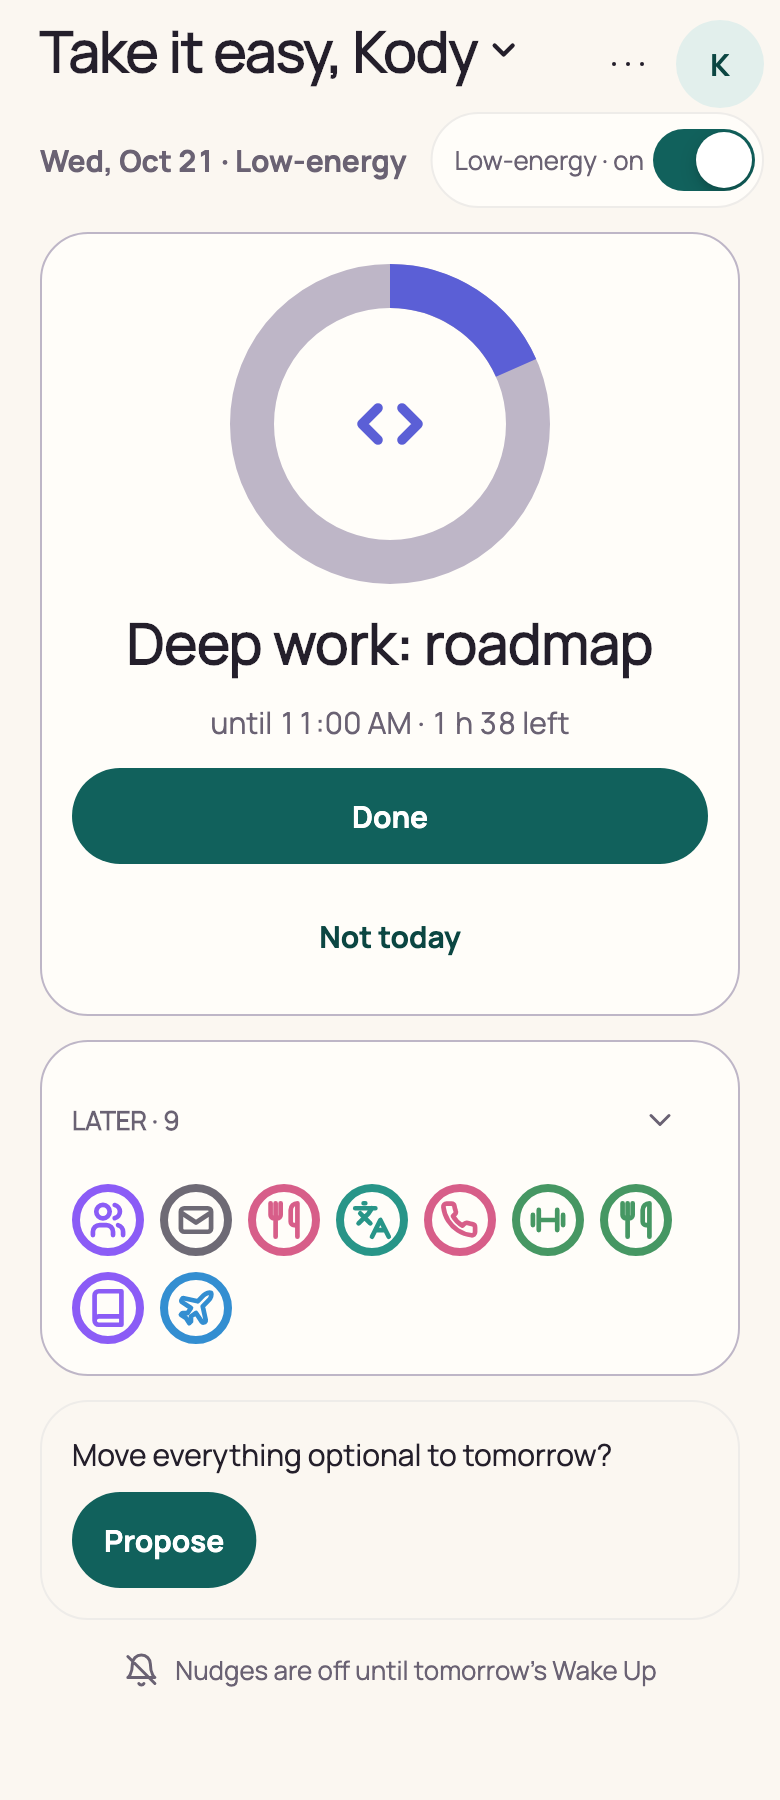 Take it easy, Kody
...
K
Wed, Oct 21 · Low-energy
Low-energy · on
Deep work: roadmap
until 11:00 AM · 1 h 38 left
Done
Not today
LATER · 9
Move everything optional to tomorrow?
Propose
Nudges are off until tomorrow's Wake Up